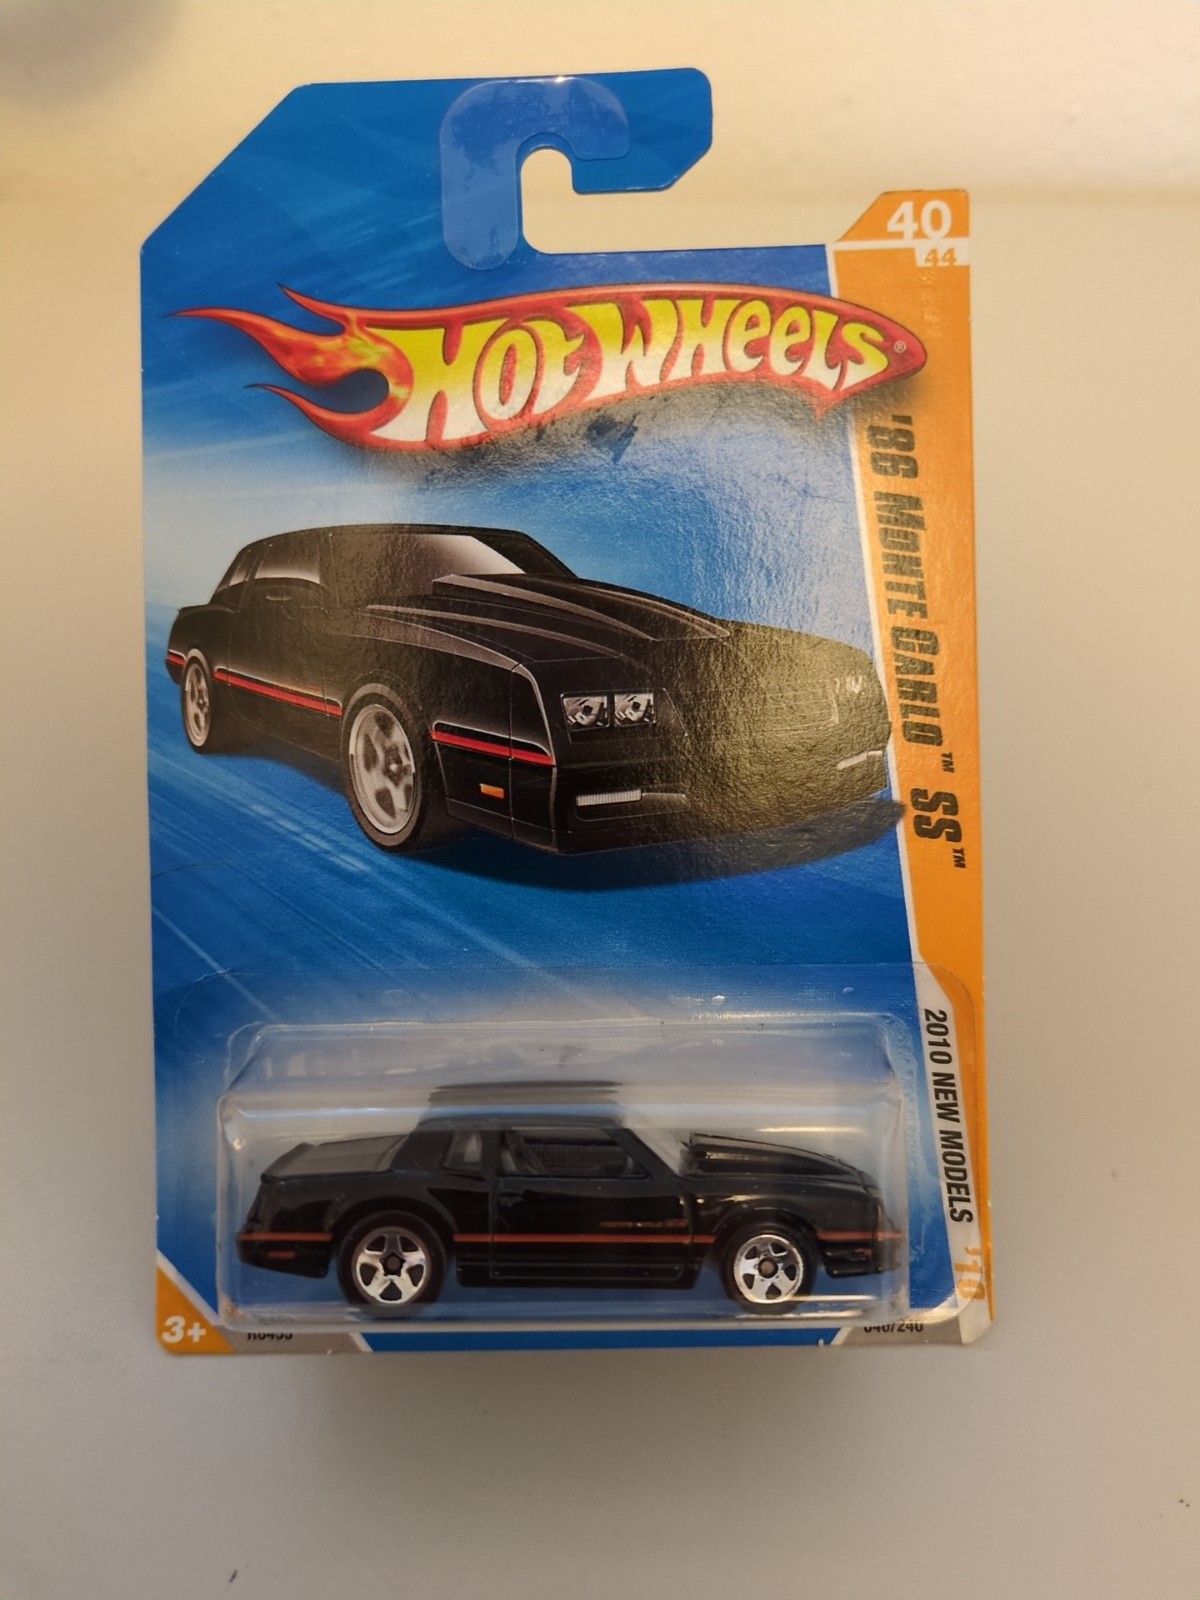 40
44
HOT WHEELS®
'86 MONTE CARLO™ SS™
2010 NEW MODELS
'10
3+